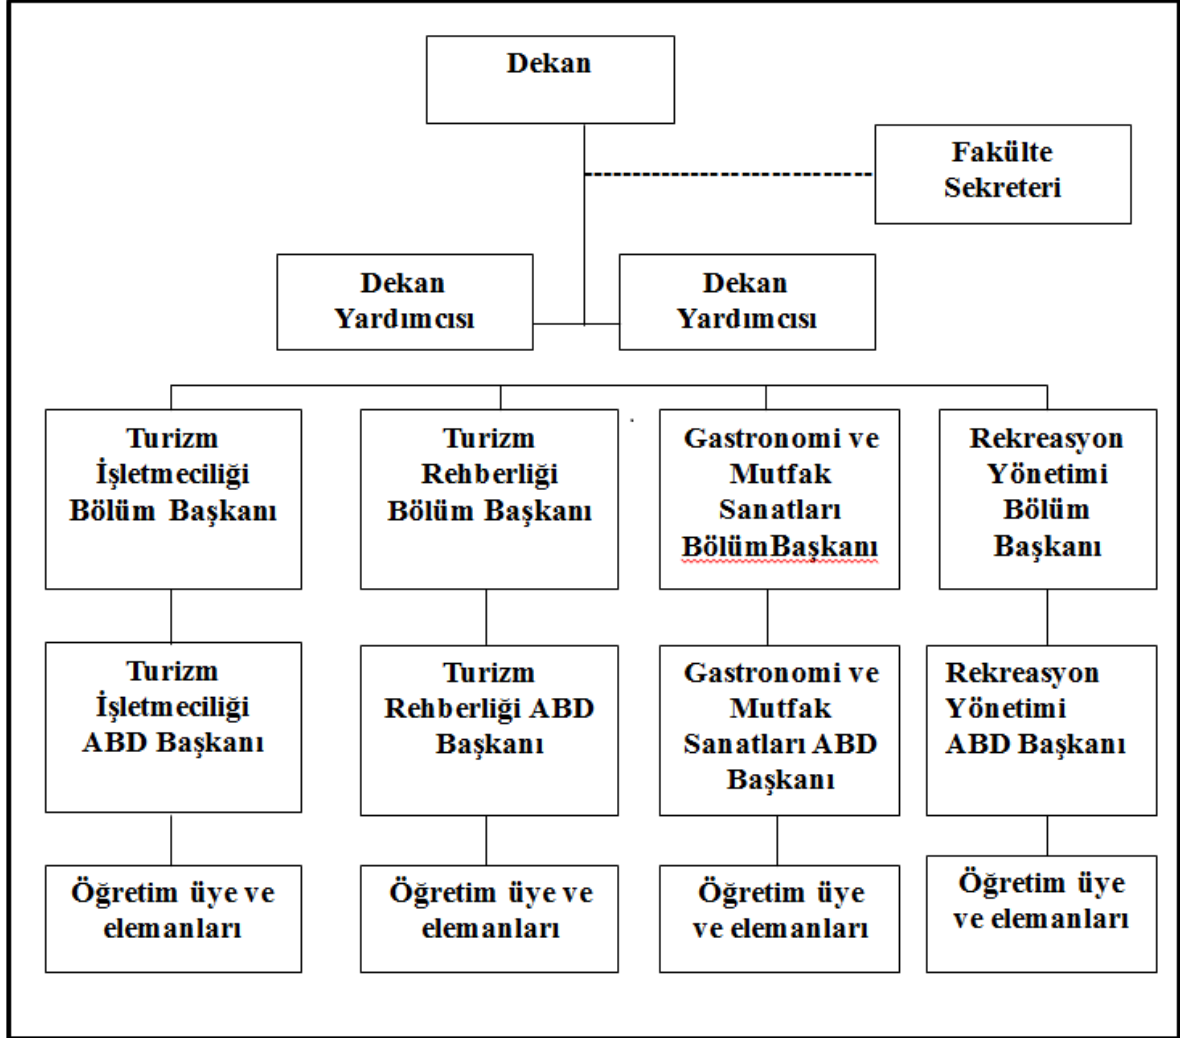 Dekan
Fakülte
Sekreteri
Dekan
Yardımcısı
Dekan
Yardımcısı
Turizm
İşletmeciliği
Bölüm Başkanı
Turizm
Rehberliği
Bölüm Başkanı
Gastronomi ve
Mutfak
Sanatları
BölümBaşkanı
Rekreasyon
Yönetimi
Bölüm
Başkanı
Turizm
İşletmeciliği
ABD Başkanı
Turizm
Rehberliği ABD
Başkanı
Gastronomi ve
Mutfak
Sanatları ABD
Başkanı
Rekreasyon
Yönetimi
ABD Başkanı
Öğretim üye ve
elemanları
Öğretim üye ve
elemanları
Öğretim üye
ve elemanları
Öğretim üye
ve elemanları